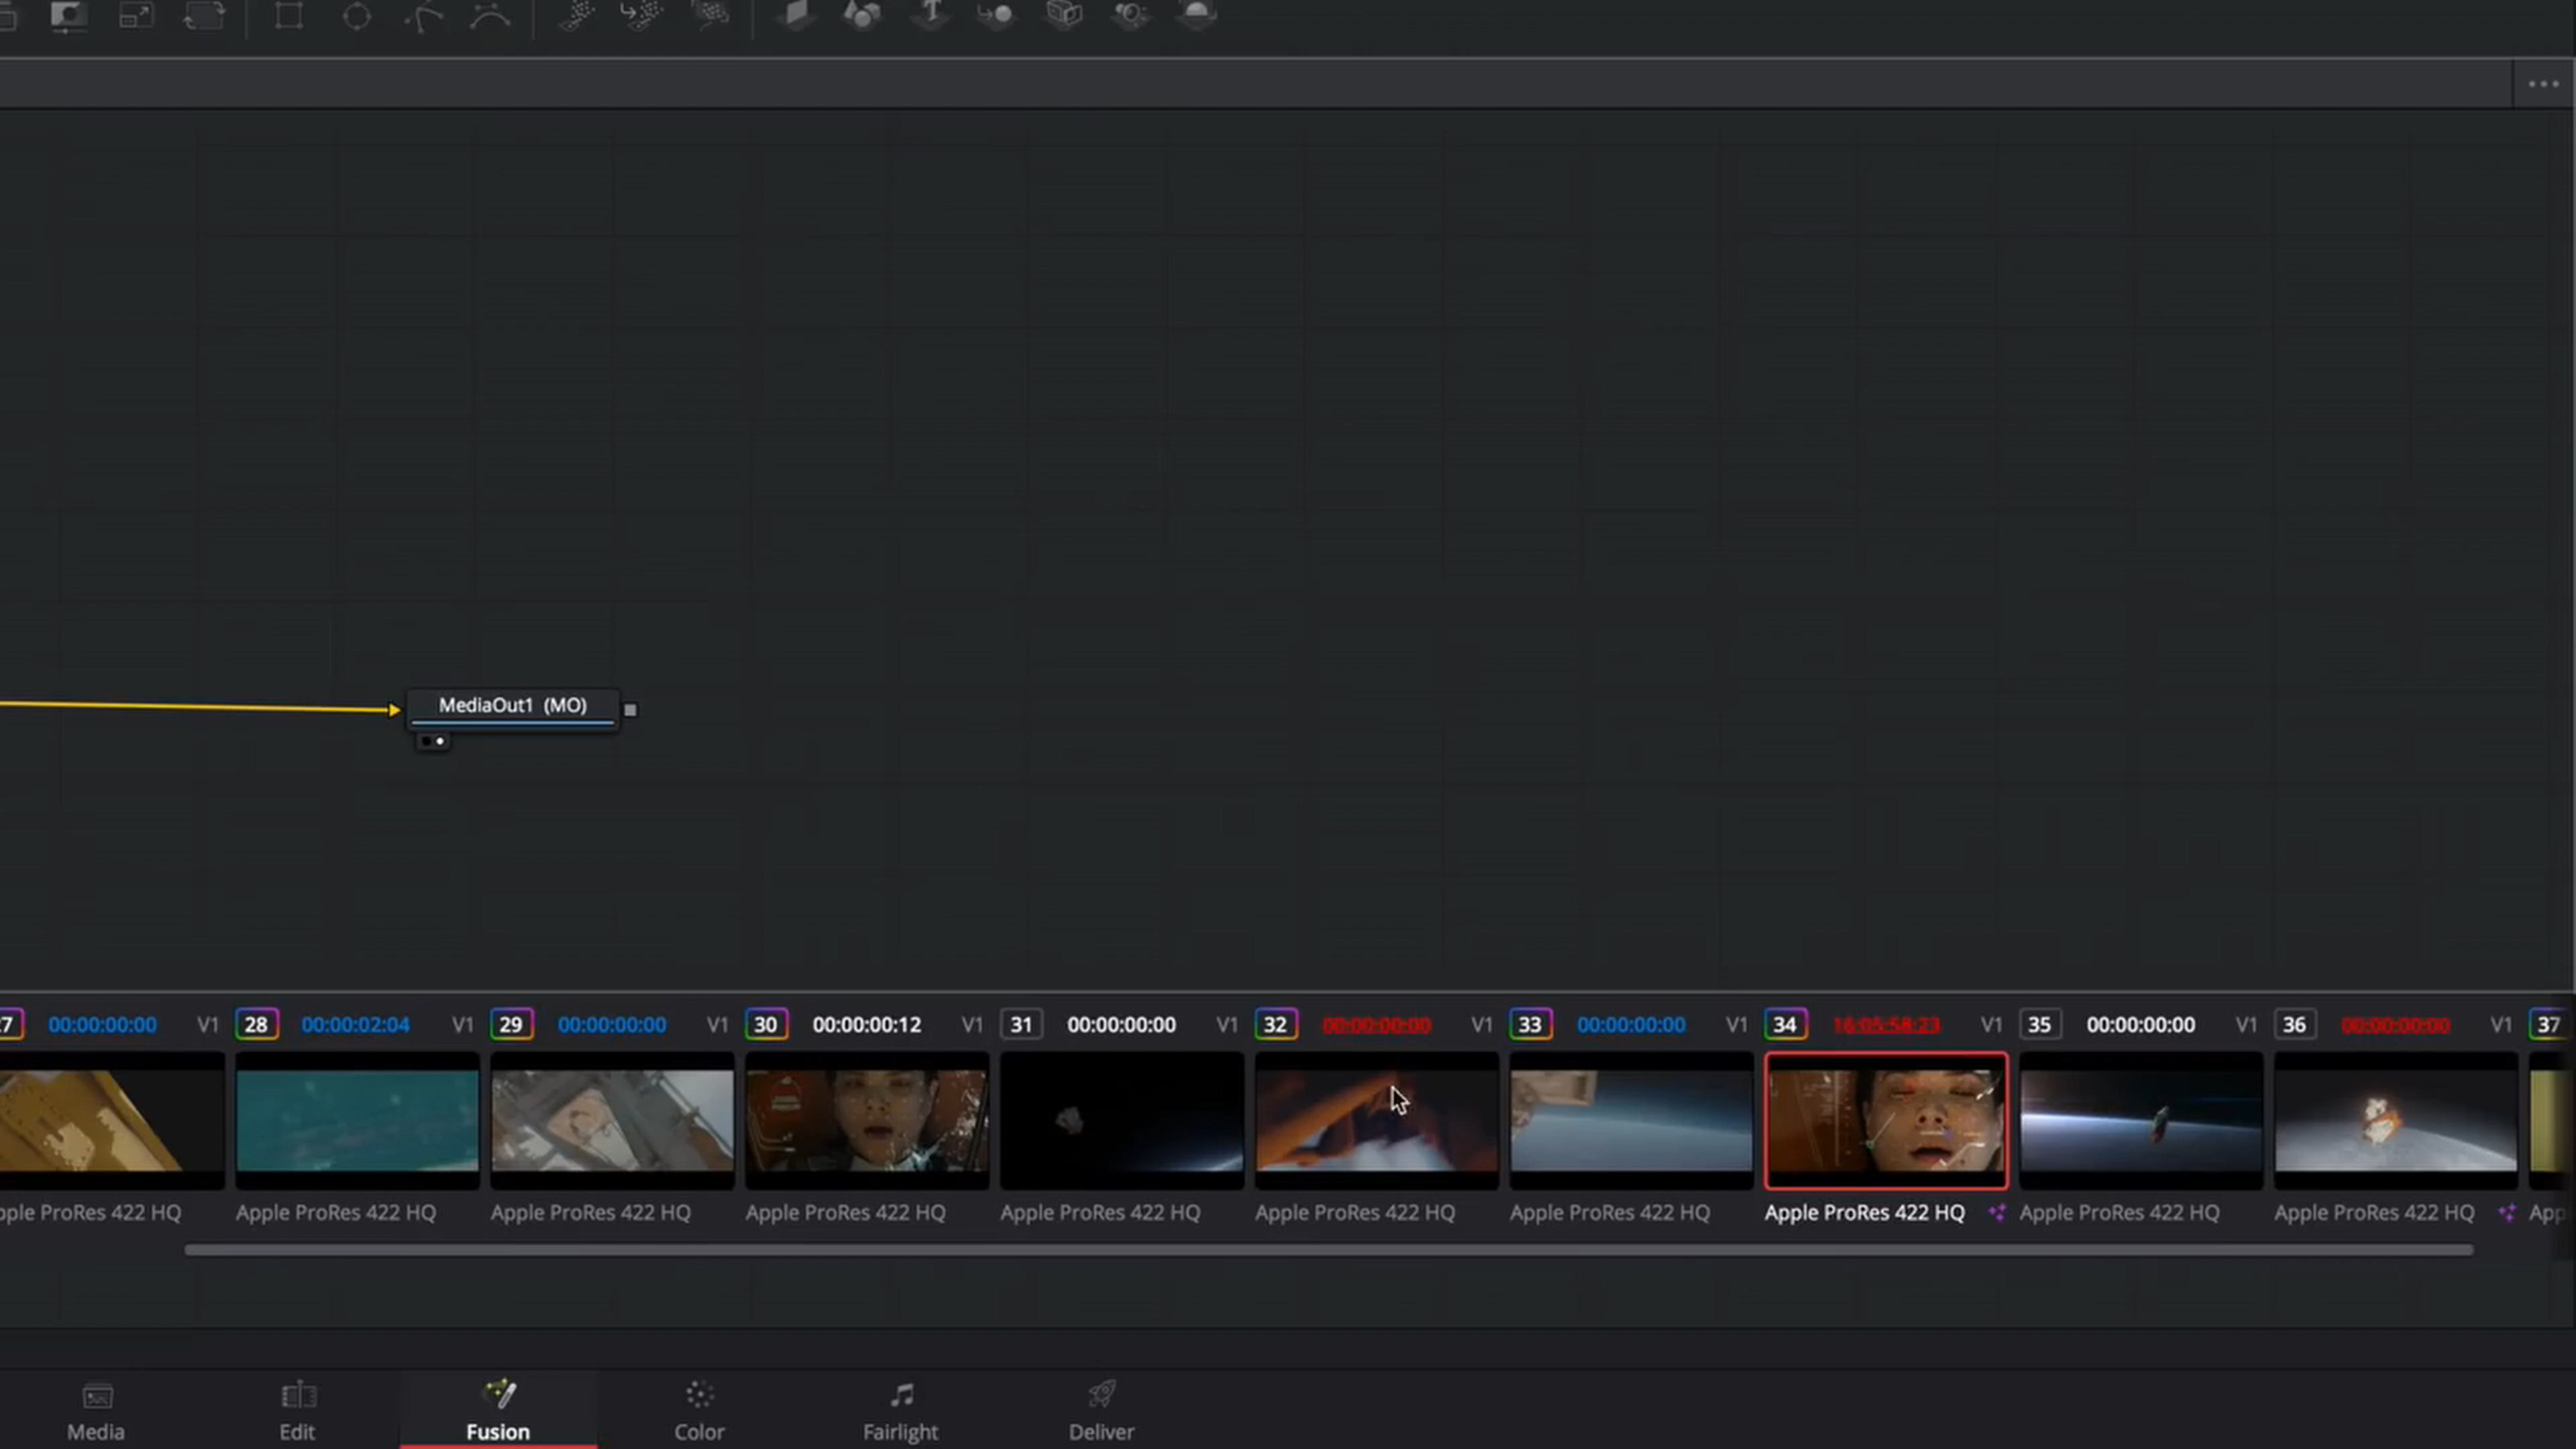 MediaOut1 (MO)
27 00:00:00:00 V1 28 00:00:02:04 V1 29 00:00:00:00 V1 30 00:00:00:12 V1 31 00:00:00:00 V1 32 00:00:00:00 V1 33 00:00:00:00 V1 34 16:05:58:23 V1 35 00:00:00:00 V1 36 00:00:00:00 V1 37
pple ProRes 422 HQ Apple ProRes 422 HQ Apple ProRes 422 HQ Apple ProRes 422 HQ Apple ProRes 422 HQ Apple ProRes 422 HQ Apple ProRes 422 HQ Apple ProRes 422 HQ Apple ProRes 422 HQ Apple ProRes 422 HQ App
Media Edit Fusion Color Fairlight Deliver